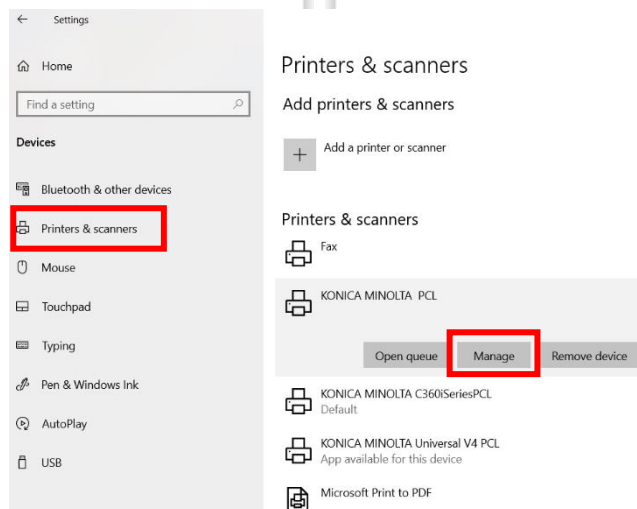 Settings
Home
Find a setting
Devices
Bluetooth & other devices
Printers & scanners
Mouse
Touchpad
Typing
Pen & Windows Ink
AutoPlay
USB
Printers & scanners
Add printers & scanners
Add a printer or scanner
Printers & scanners
Fax
KONICA MINOLTA PCL
Open queue Manage Remove device
KONICA MINOLTA C360iSeriesPCL
Default
KONICA MINOLTA Universal V4 PCL
App available for this device
Microsoft Print to PDF